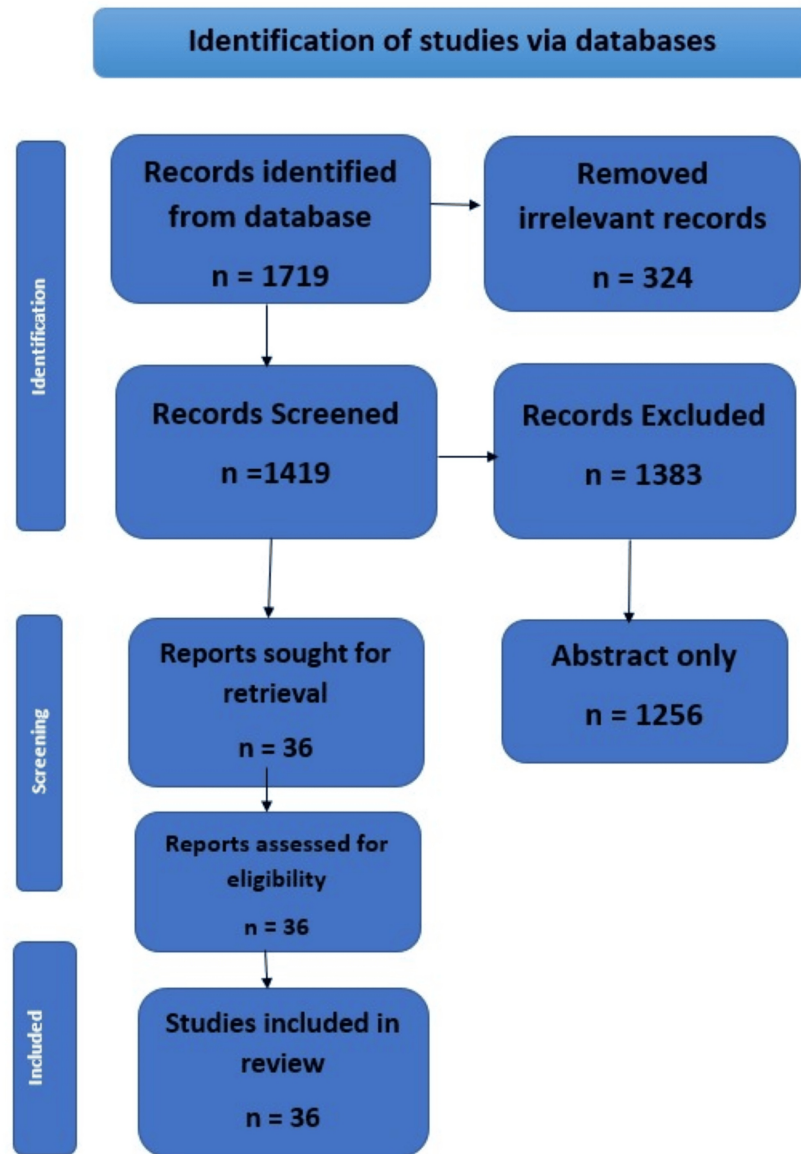 Identification of studies via databases
Identification
Records identified
from database
n = 1719
Removed
irrelevant records
n = 324
Records Screened
n =1419
Records Excluded
n = 1383
Screening
Reports sought for
retrieval
n = 36
Abstract only
n = 1256
Reports assessed for
eligibility
n = 36
Included
Studies included in
review
n = 36